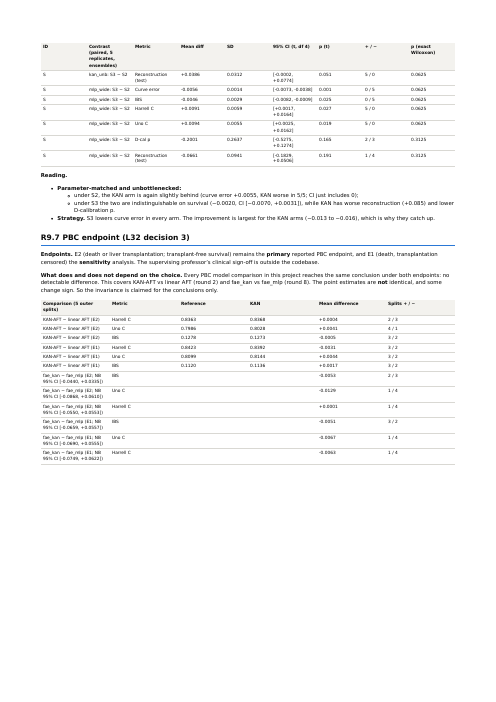 ID Contrast (paired, 5 replicates, ensembles) Metric Mean diff SD 95% CI (t, df 4) p (t) + / − p (exact Wilcoxon)
S kan_unb: S3 − S2 Reconstruction (test) +0.0386 0.0312 [-0.0002, +0.0774] 0.051 5 / 0 0.0625
S mlp_wide: S3 − S2 Curve error -0.0056 0.0014 [-0.0073, -0.0038] 0.001 0 / 5 0.0625
S mlp_wide: S3 − S2 IBS -0.0046 0.0029 [-0.0082, -0.0009] 0.025 0 / 5 0.0625
S mlp_wide: S3 − S2 Harrell C +0.0091 0.0059 [+0.0017, +0.0164] 0.027 5 / 0 0.0625
S mlp_wide: S3 − S2 Uno C +0.0094 0.0055 [+0.0025, +0.0162] 0.019 5 / 0 0.0625
S mlp_wide: S3 − S2 D-cal p -0.2001 0.2637 [-0.5275, +0.1274] 0.165 2 / 3 0.3125
S mlp_wide: S3 − S2 Reconstruction (test) -0.0661 0.0941 [-0.1829, +0.0506] 0.191 1 / 4 0.3125
Reading.
• Parameter-matched and unbottlenecked:
under S2, the KAN arm is again slightly behind (curve error +0.0055, KAN worse in 5/5; CI just includes 0);
under S3 the two are indistinguishable on survival (−0.0020, CI [−0.0070, +0.0031]), while KAN has worse reconstruction (+0.085) and lower
D-calibration p.
• Strategy. S3 lowers curve error in every arm. The improvement is largest for the KAN arms (−0.013 to −0.016), which is why they catch up.
R9.7 PBC endpoint (L32 decision 3)
Endpoints. E2 (death or liver transplantation; transplant-free survival) remains the primary reported PBC endpoint, and E1 (death, transplantation
censored) the sensitivity analysis. The supervising professor's clinical sign-off is outside the codebase.
What does and does not depend on the choice. Every PBC model comparison in this project reaches the same conclusion under both endpoints: no
detectable difference. This covers KAN-AFT vs linear AFT (round 2) and fae_kan vs fae_mlp (round 8). The point estimates are not identical, and some
change sign. So the invariance is claimed for the conclusions only.
Comparison (5 outer splits) Metric Reference KAN Mean difference Splits + / −
KAN-AFT − linear AFT (E2) Harrell C 0.8363 0.8368 +0.0004 2 / 3
KAN-AFT − linear AFT (E2) Uno C 0.7986 0.8028 +0.0041 4 / 1
KAN-AFT − linear AFT (E2) IBS 0.1278 0.1273 -0.0005 3 / 2
KAN-AFT − linear AFT (E1) Harrell C 0.8423 0.8392 -0.0031 3 / 2
KAN-AFT − linear AFT (E1) Uno C 0.8099 0.8144 +0.0044 3 / 2
KAN-AFT − linear AFT (E1) IBS 0.1120 0.1136 +0.0017 3 / 2
fae_kan − fae_mlp (E2; NB 95% CI [-0.0440, +0.0335]) IBS -0.0053 2 / 3
fae_kan − fae_mlp (E2; NB 95% CI [-0.0868, +0.0610]) Uno C -0.0129 1 / 4
fae_kan − fae_mlp (E2; NB 95% CI [-0.0550, +0.0551]) Harrell C +0.0001 1 / 4
fae_kan − fae_mlp (E1; NB 95% CI [-0.0659, +0.0557]) IBS -0.0051 3 / 2
fae_kan − fae_mlp (E1; NB 95% CI [-0.0690, +0.0555]) Uno C -0.0067 1 / 4
fae_kan − fae_mlp (E1; NB 95% CI [-0.0749, +0.0622]) Harrell C -0.0063 1 / 4